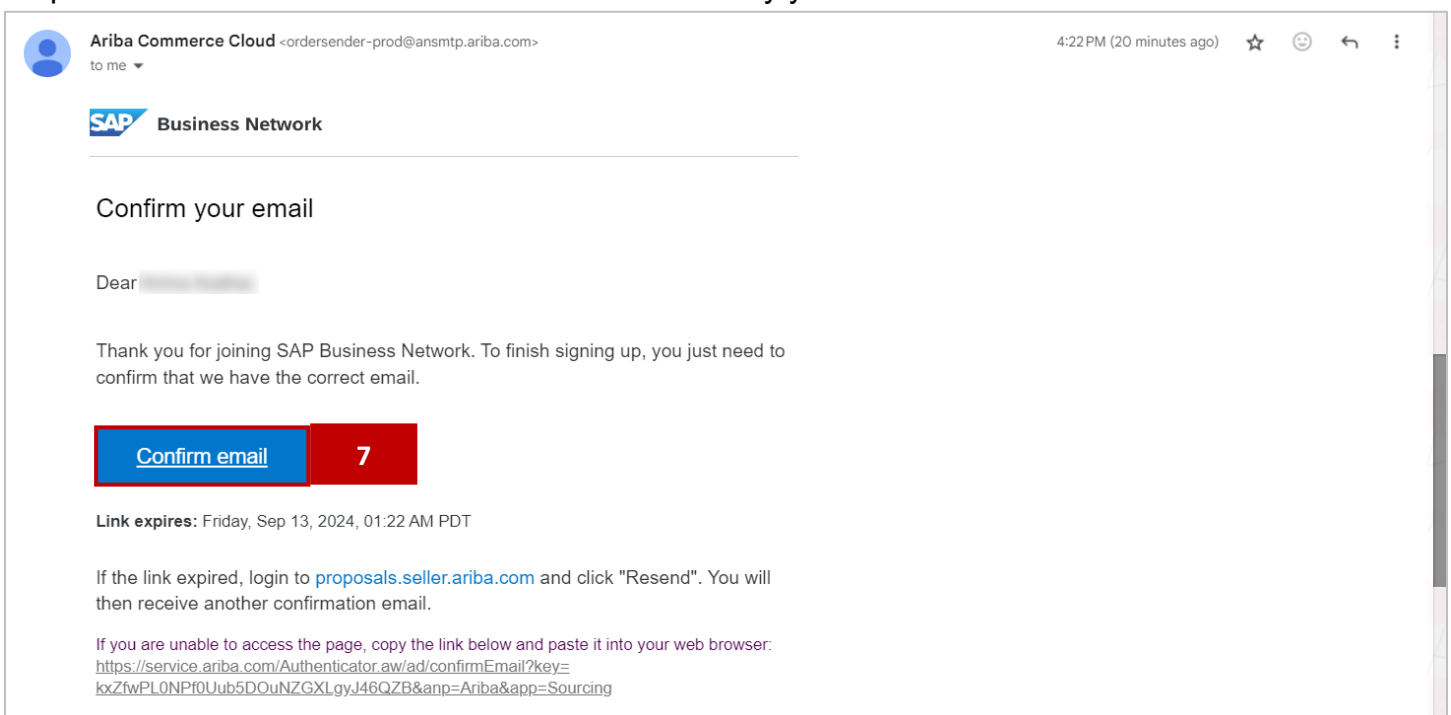 Ariba Commerce Cloud <ordersender-prod@ansmtp.ariba.com> 4:22 PM (20 minutes ago)
to me
SAP Business Network
Confirm your email
Dear
Thank you for joining SAP Business Network. To finish signing up, you just need to
confirm that we have the correct email.
Confirm email 7
Link expires: Friday, Sep 13, 2024, 01:22 AM PDT
If the link expired, login to proposals.seller.ariba.com and click "Resend". You will
then receive another confirmation email.
If you are unable to access the page, copy the link below and paste it into your web browser:
https://service.ariba.com/Authenticator.aw/ad/confirmEmail?key=
kxZfwPL0NPf0Uub5DOuNZGXLgyJ46QZB&anp=Ariba&app=Sourcing